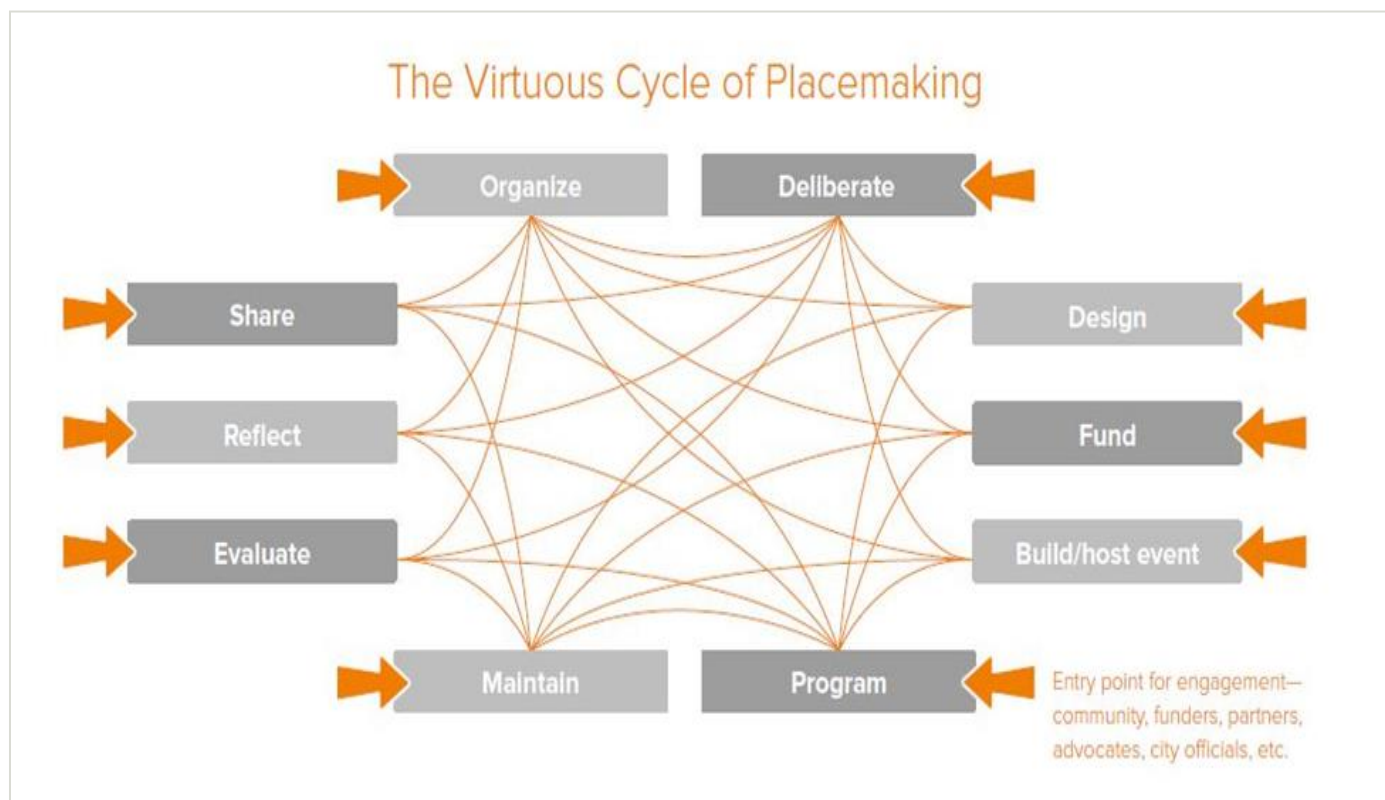 The Virtuous Cycle of Placemaking
Organize
Deliberate
Share
Design
Reflect
Fund
Evaluate
Build/host event
Maintain
Program
Entry point for engagement—
community, funders, partners,
advocates, city officials, etc.